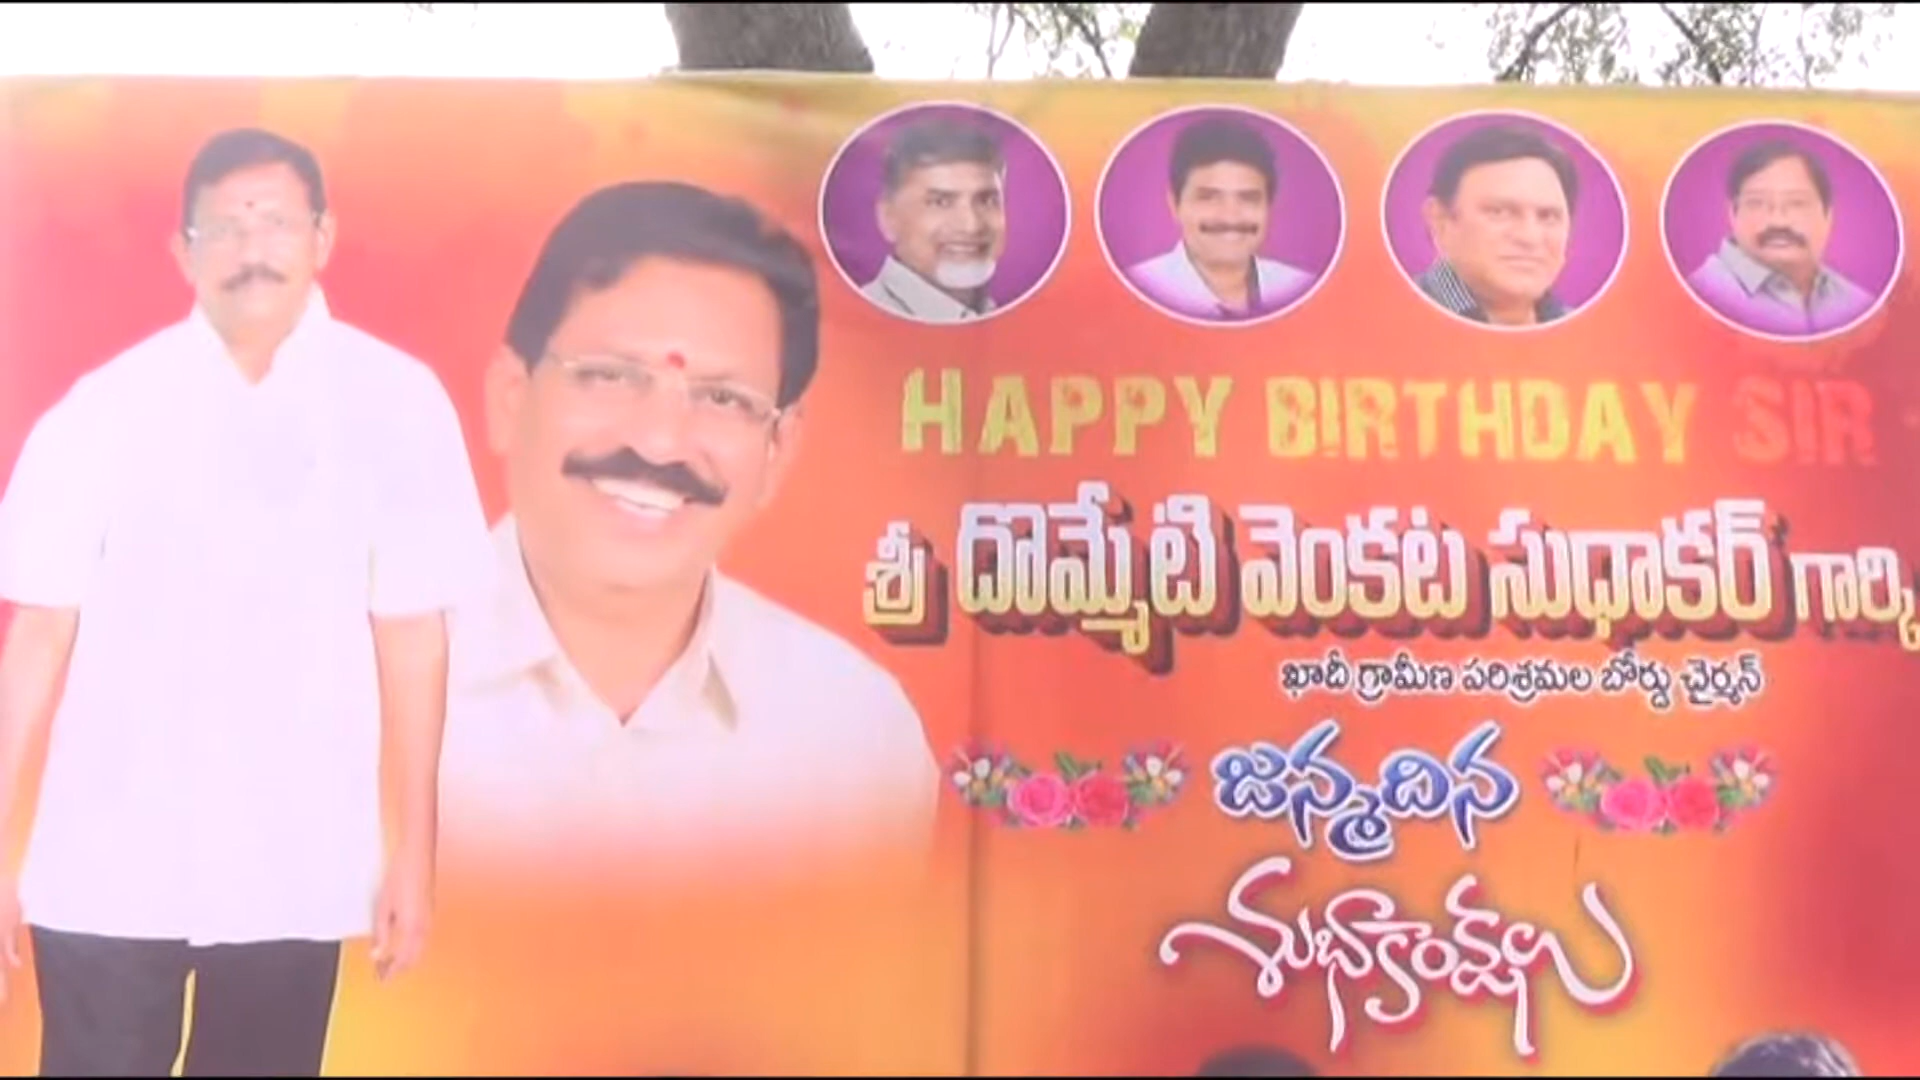 HAPPY BIRTHDAY SIR
శ్రీ దొమ్మేటి వెంకట సుధాకర్ గార్కి
ఖాదీ గ్రామీణ పరిశ్రమల బోర్డు చైర్మన్
జన్మదిన
శుభాకాంక్షలు